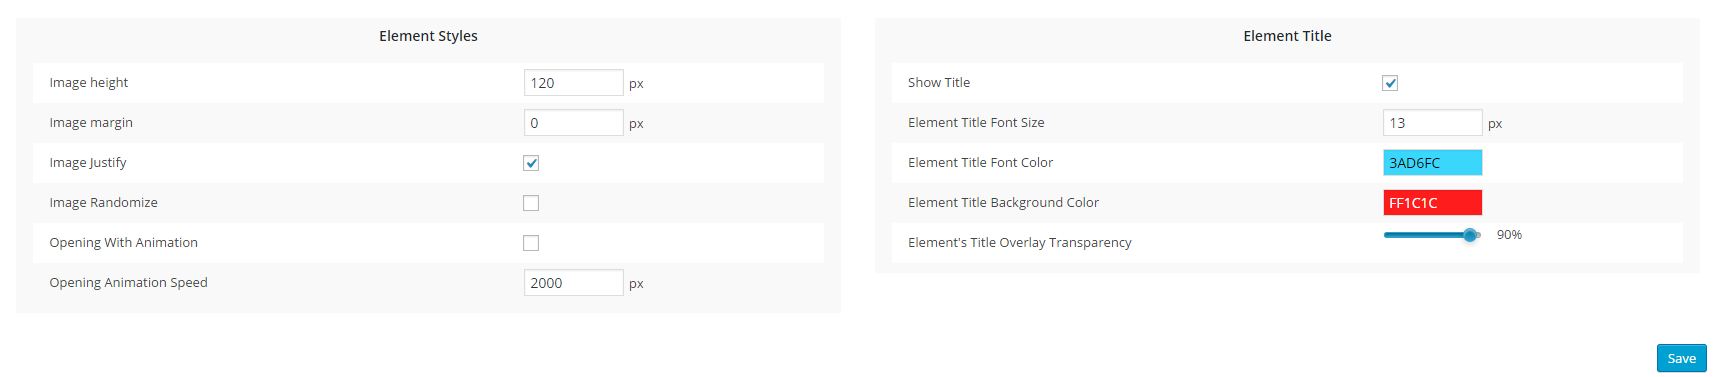 Element Styles
Image height 120 px
Image margin 0 px
Image Justify
Image Randomize
Opening With Animation
Opening Animation Speed 2000 px
Element Title
Show Title
Element Title Font Size 13 px
Element Title Font Color 3AD6FC
Element Title Background Color FF1C1C
Element's Title Overlay Transparency 90%
Save